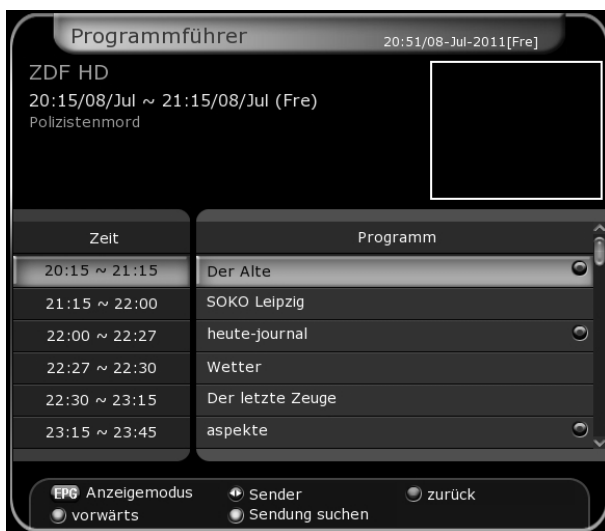 Programmführer
20:51/08-Jul-2011[Fre]
ZDF HD
20:15/08/Jul ~ 21:15/08/Jul (Fre)
Polizistenmord
Zeit Programm
20:15 ~ 21:15 Der Alte
21:15 ~ 22:00 SOKO Leipzig
22:00 ~ 22:27 heute-journal
22:27 ~ 22:30 Wetter
22:30 ~ 23:15 Der letzte Zeuge
23:15 ~ 23:45 aspekte
EPG Anzeigemodus Sender zurück
vorwärts Sendung suchen